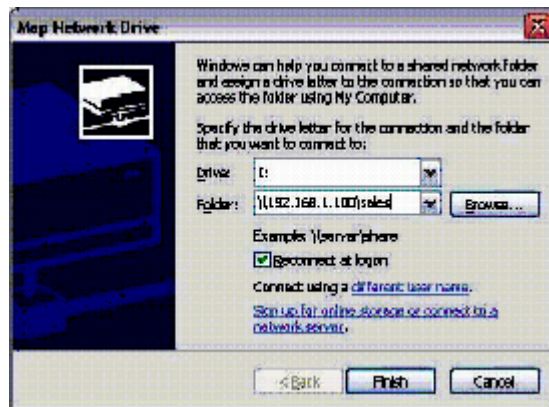 Map Network Drive
Windows can help you connect to a shared network folder
and assign a drive letter to the connection so that you can
access the folder using My Computer.
Specify the drive letter for the connection and the folder
that you want to connect to:
Drive:
Folder: \\192.168.1.100\sales Browse...
Example: \\server\share
Reconnect at logon
Connect using a different user name.
Sign up for online storage or connect to a
network server.
< Back Finish Cancel